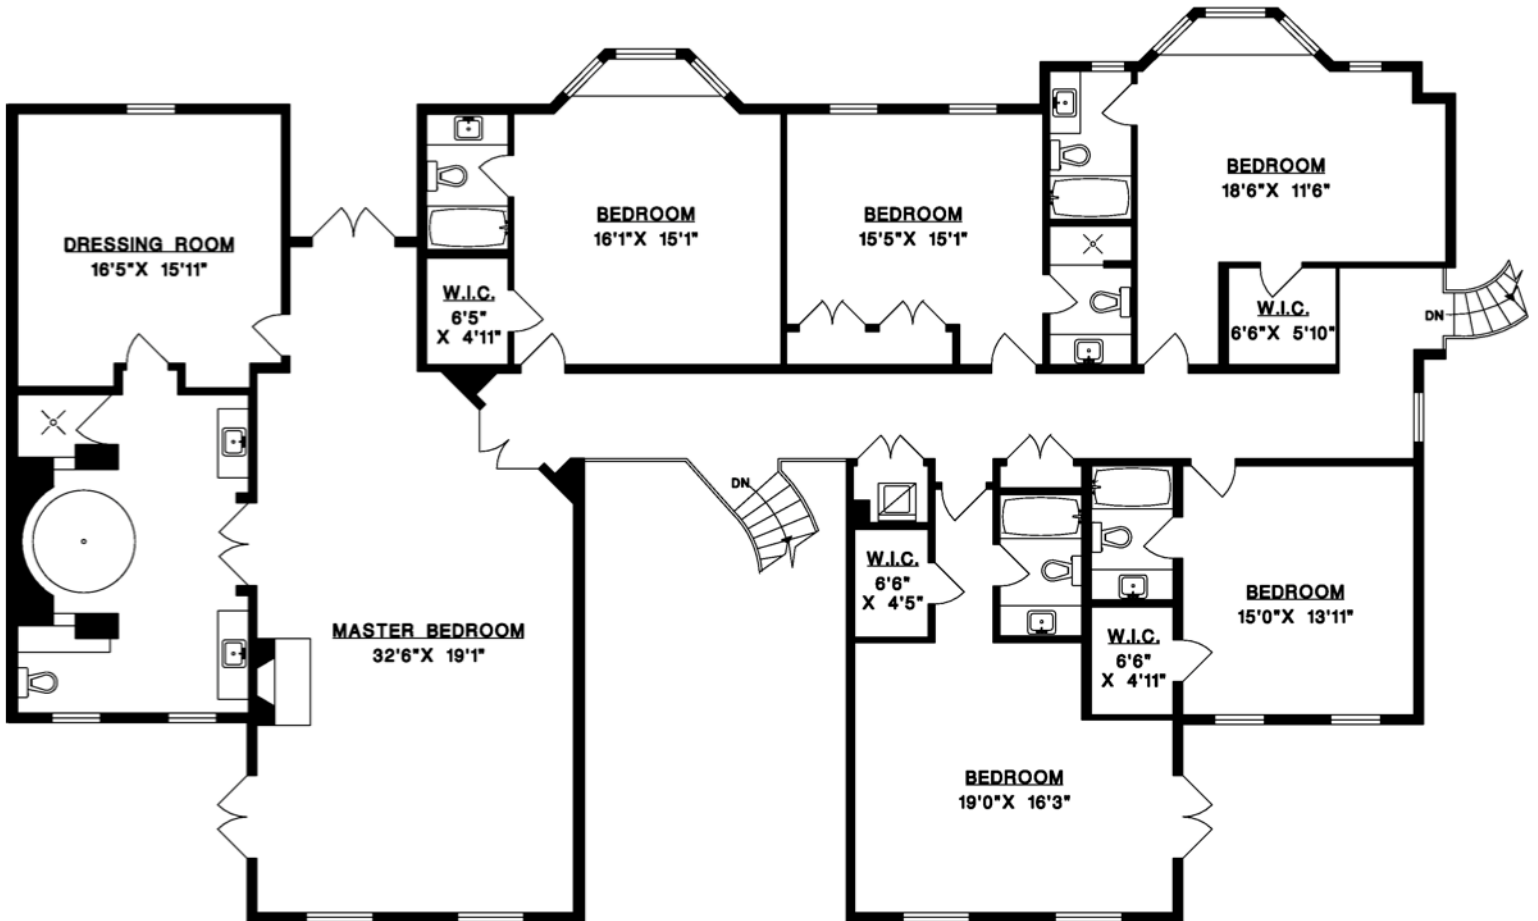 DRESSING ROOM
16'5"X 15'11"
W.I.C.
6'5"
X 4'11"
BEDROOM
16'1"X 15'1"
BEDROOM
15'5"X 15'1"
BEDROOM
18'6"X 11'6"
W.I.C.
6'6"X 5'10"
DN
DN
MASTER BEDROOM
32'6"X 19'1"
W.I.C.
6'6"
X 4'5"
BEDROOM
19'0"X 16'3"
W.I.C.
6'6"
X 4'11"
BEDROOM
15'0"X 13'11"